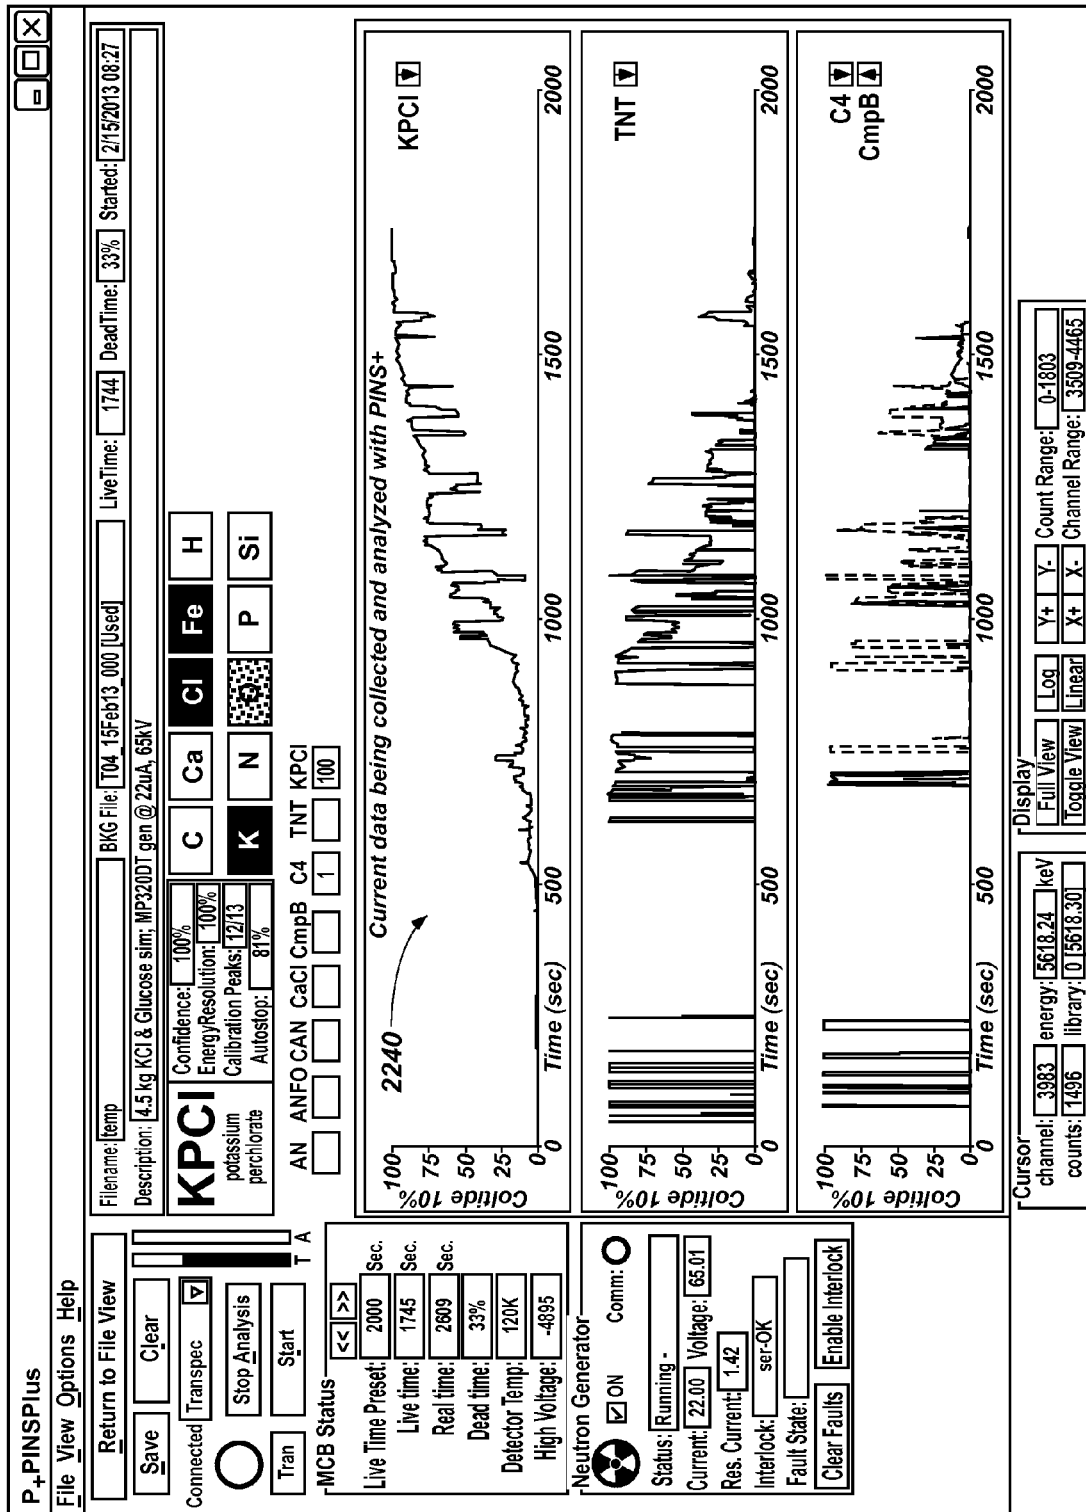 P+PINSPlus
File View Options Help
Return to File View
Save Clear
Connected Transpec
Stop Analysis
Tran Start
T A
Filename: temp BKG File: T04_15Feb13_000 [Used] LiveTime: 1744 DeadTime: 33% Started: 2/15/2013 08:27
Description: 4.5 kg KCI & Glucose sim; MP320DT gen @ 22uA, 65kV
KPCI
potassium
perchlorate
Confidence: 100%
EnergyResolution: 100%
Calibration Peaks: 12/13
Autostop: 81%
C Ca Cl Fe H
K N O P Si
AN ANFO CAN CaCl CmpB C4 TNT KPCI
1 100
MCB Status
<< >>
Live Time Preset: 2000 Sec.
Live time: 1745 Sec.
Real time: 2609 Sec.
Dead time: 33%
Detector Temp: 120K
High Voltage: -4895
Neutron Generator
ON Comm:
Status: Running -
Current: 22.00 Voltage: 65.01
Res. Current: 1.42
Interlock: ser-OK
Fault State:
Clear Faults Enable Interlock
2240
Current data being collected and analyzed with PINS+
KPCI
Coltide 10%
100
75
50
25
0
0 500 1000 1500 2000
Time (sec)
TNT
Coltide 10%
100
75
50
25
0
0 500 1000 1500 2000
Time (sec)
C4
CmpB
Coltide 10%
100
75
50
25
0
0 500 1000 1500 2000
Time (sec)
Cursor
channel: 3983 energy: 5618.24 keV
counts: 1496 library: 0 [5618.30]
Display
Full View Log Y+ Y- Count Range: 0-1803
Toggle View Linear X+ X- Channel Range: 3509-4465